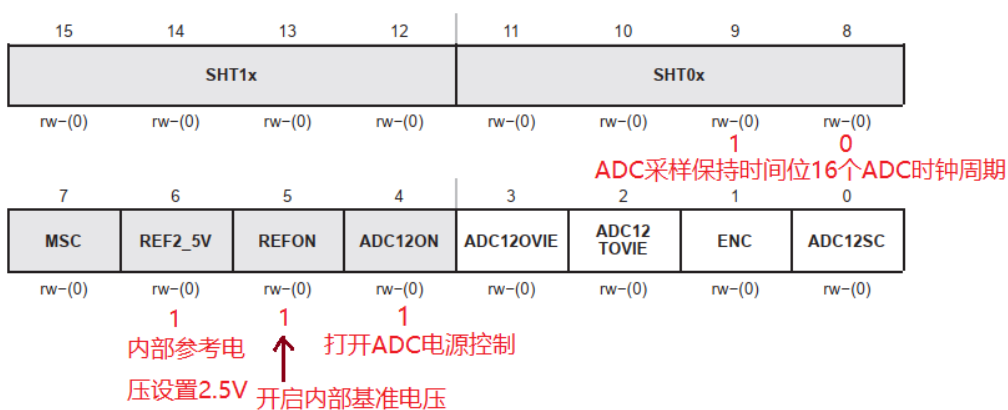 15 14 13 12 11 10 9 8
SHT1x SHT0x
rw-(0) rw-(0) rw-(0) rw-(0) rw-(0) rw-(0) rw-(0) rw-(0)
1 0
ADC采样保持时间位16个ADC时钟周期
7 6 5 4 3 2 1 0
MSC REF2_5V REFON ADC12ON ADC12OVIE ADC12 TOVIE ENC ADC12SC
rw-(0) rw-(0) rw-(0) rw-(0) rw-(0) rw-(0) rw-(0) rw-(0)
1 1 1
内部参考电 打开ADC电源控制
压设置2.5V 开启内部基准电压